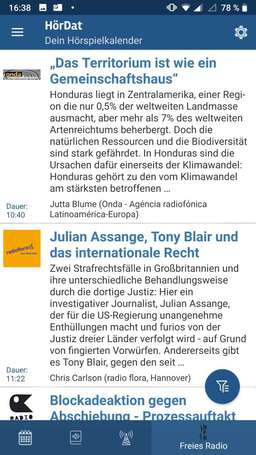 16:38
78 %
HörDat
Dein Hörspielkalender
onda
„Das Territorium ist wie ein
Gemeinschaftshaus“
Honduras liegt in Zentralamerika, einer Regi-
on die nur 0,5% der weltweiten Landmasse
ausmacht, aber mehr als 7% des weltweiten
Artenreichtums beherbergt. Doch die
natürlichen Ressourcen und die Biodiversität
sind stark gefährdet. In Honduras sind die
Ursachen dafür einerseits der Klimawandel:
Honduras gehört zu den vom Klimawandel
am stärksten betroffenen ...
Dauer:
10:40
Jutta Blume (Onda - Agência radiofónica
Latinoamérica-Europa)
radioflora
Julian Assange, Tony Blair und
das internationale Recht
Zwei Strafrechtsfälle in Großbritannien und
ihre unterschiedliche Behandlungsweise
durch die dortige Justiz: Hier ein
investigativer Journalist, Julian Assange,
der für die US-Regierung unangenehme
Enthüllungen macht und furios von der
Justiz dreier Länder verfolgt wird - auf Grund
von fingierten Vorwürfen. Andererseits gibt
es Tony Blair, gegen den seit ...
Dauer:
11:22
Chris Carlson (radio flora, Hannover)
RADIO
Blockadeaktion gegen
Abschiebung - Prozessauftakt
Freies Radio